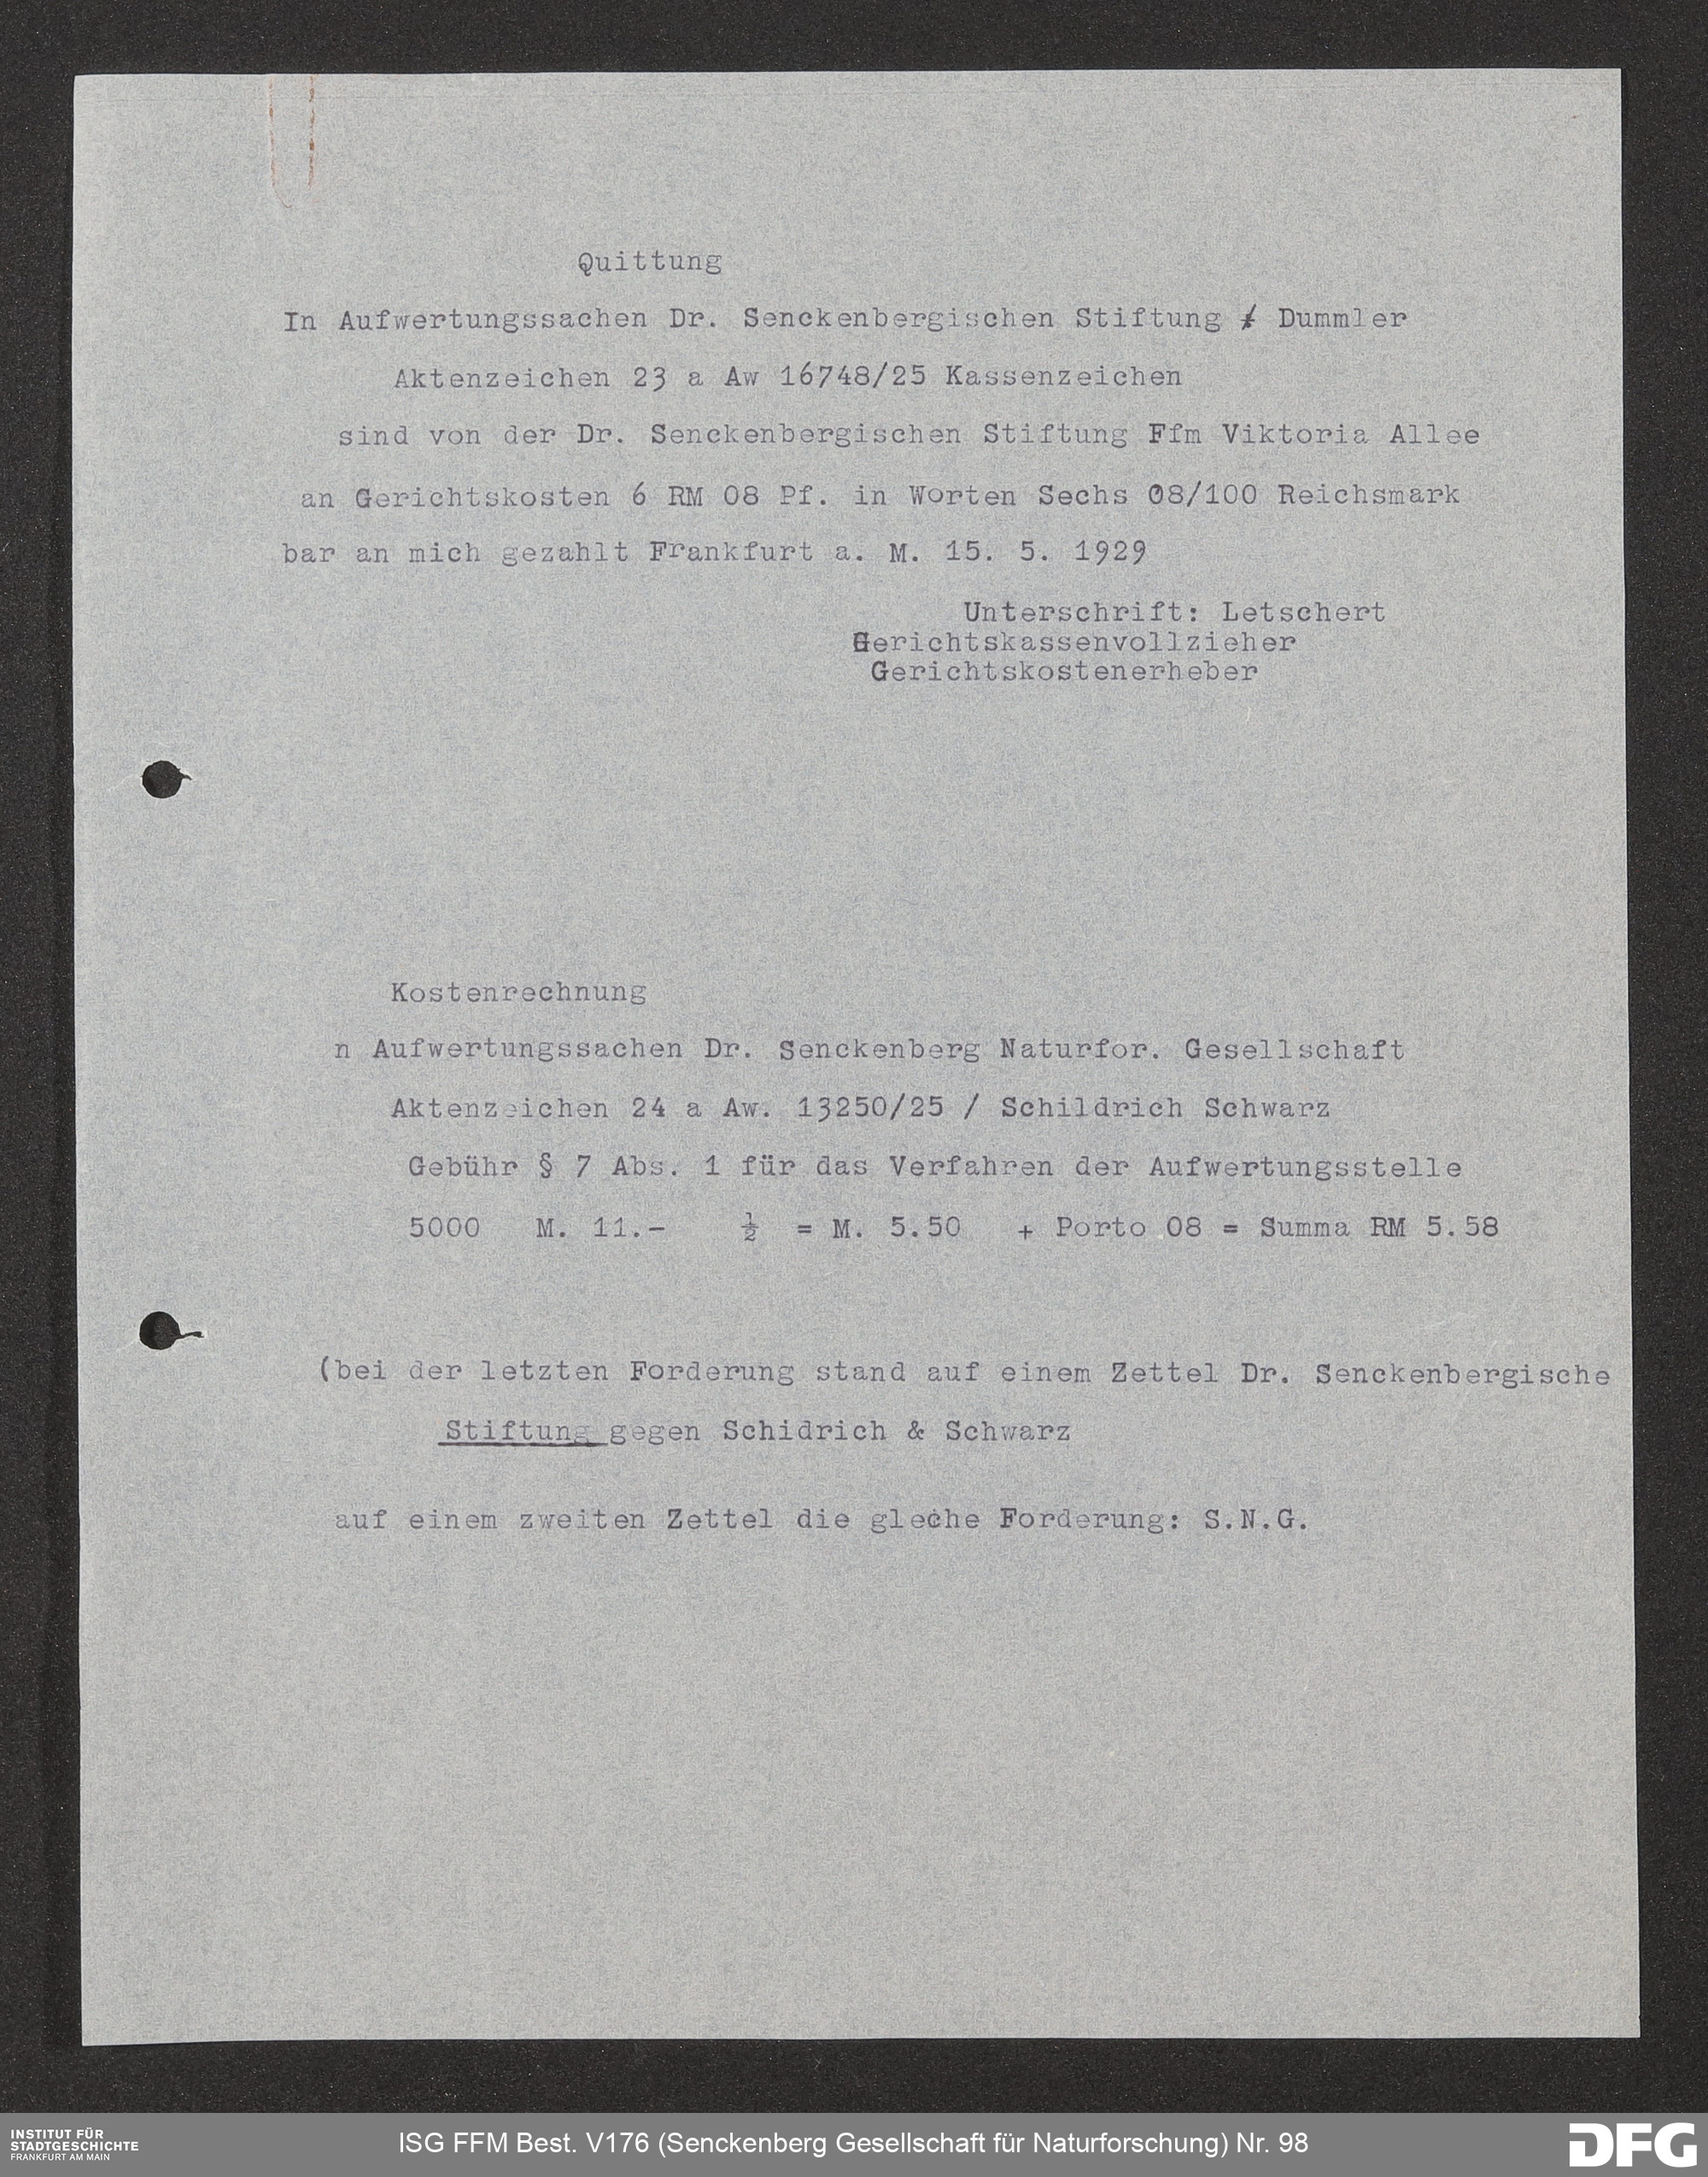 Quittung
In Aufwertungssachen Dr. Senckenbergischen Stiftung / Dummler
Aktenzeichen 23 a Aw 16748/25 Kassenzeichen
sind von der Dr. Senckenbergischen Stiftung Ffm Viktoria Allee
an Gerichtskosten 6 RM 08 Pf. in Worten Sechs 08/100 Reichsmark
bar an mich gezahlt Frankfurt a. M. 15. 5. 1929
Unterschrift: Letschert
Gerichtskassenvollzieher
Gerichtskostenerheber
Kostenrechnung
n Aufwertungssachen Dr. Senckenberg Naturfor. Gesellschaft
Aktenzeichen 24 a Aw. 13250/25 / Schildrich Schwarz
Gebühr § 7 Abs. 1 für das Verfahren der Aufwertungsstelle
5000 M. 11.- ½ = M. 5.50 + Porto 08 = Summa RM 5.58
(bei der letzten Forderung stand auf einem Zettel Dr. Senckenbergische
Stiftung gegen Schidrich & Schwarz
auf einem zweiten Zettel die gleche Forderung: S.N.G.
INSTITUT FÜR
STADTGESCHICHTE
FRANKFURT AM MAIN
ISG FFM Best. V176 (Senckenberg Gesellschaft für Naturforschung) Nr. 98
DFG